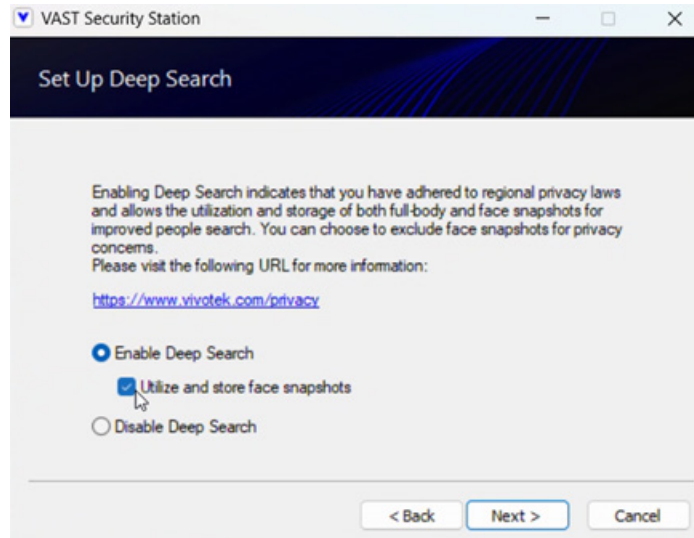 VAST Security Station
Set Up Deep Search
Enabling Deep Search indicates that you have adhered to regional privacy laws
and allows the utilization and storage of both full-body and face snapshots for
improved people search. You can choose to exclude face snapshots for privacy
concerns.
Please visit the following URL for more information:
https://www.vivotek.com/privacy
Enable Deep Search
Utilize and store face snapshots
Disable Deep Search
< Back Next > Cancel